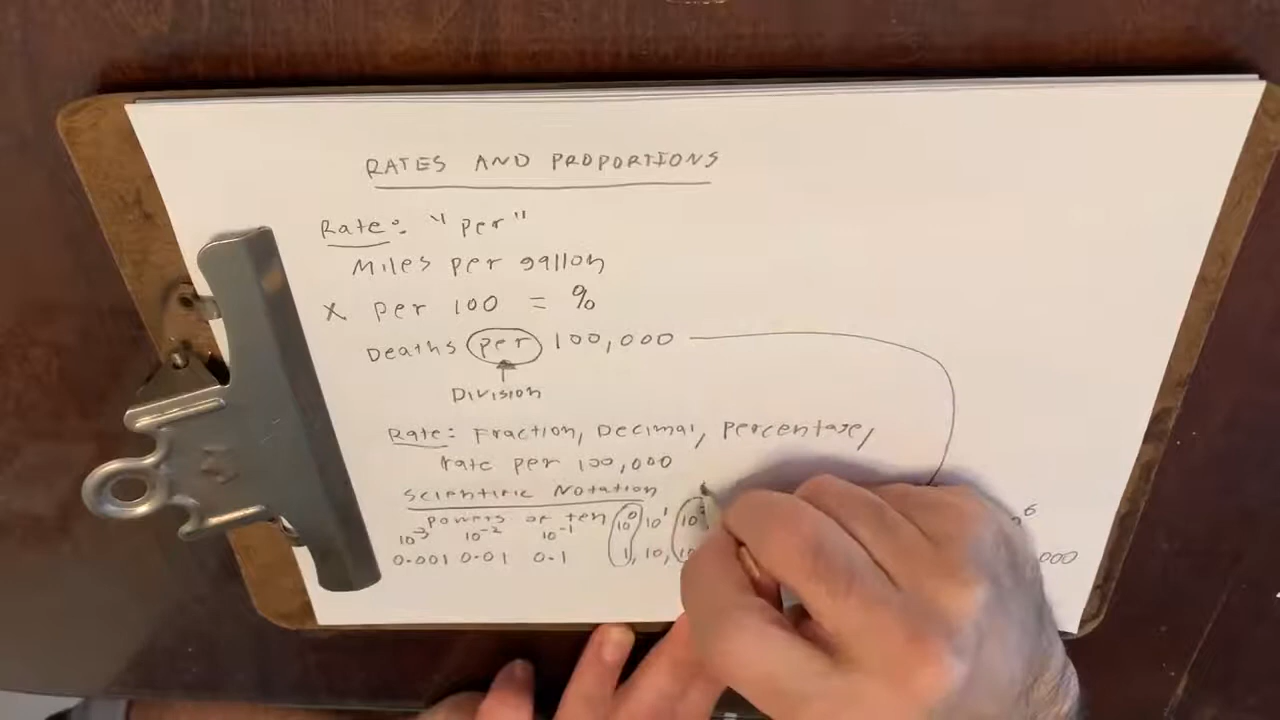 RATES AND PROPORTIONS
Rate: "per"
Miles per gallon
X per 100 = %
Deaths per 100,000
Division
Rate: Fraction, Decimal, Percentage,
rate per 100,000
Scientific Notation
Powers of ten 10⁰ 10¹
10⁻³ 10⁻² 10⁻¹
0.001 0.01 0.1 1, 10,